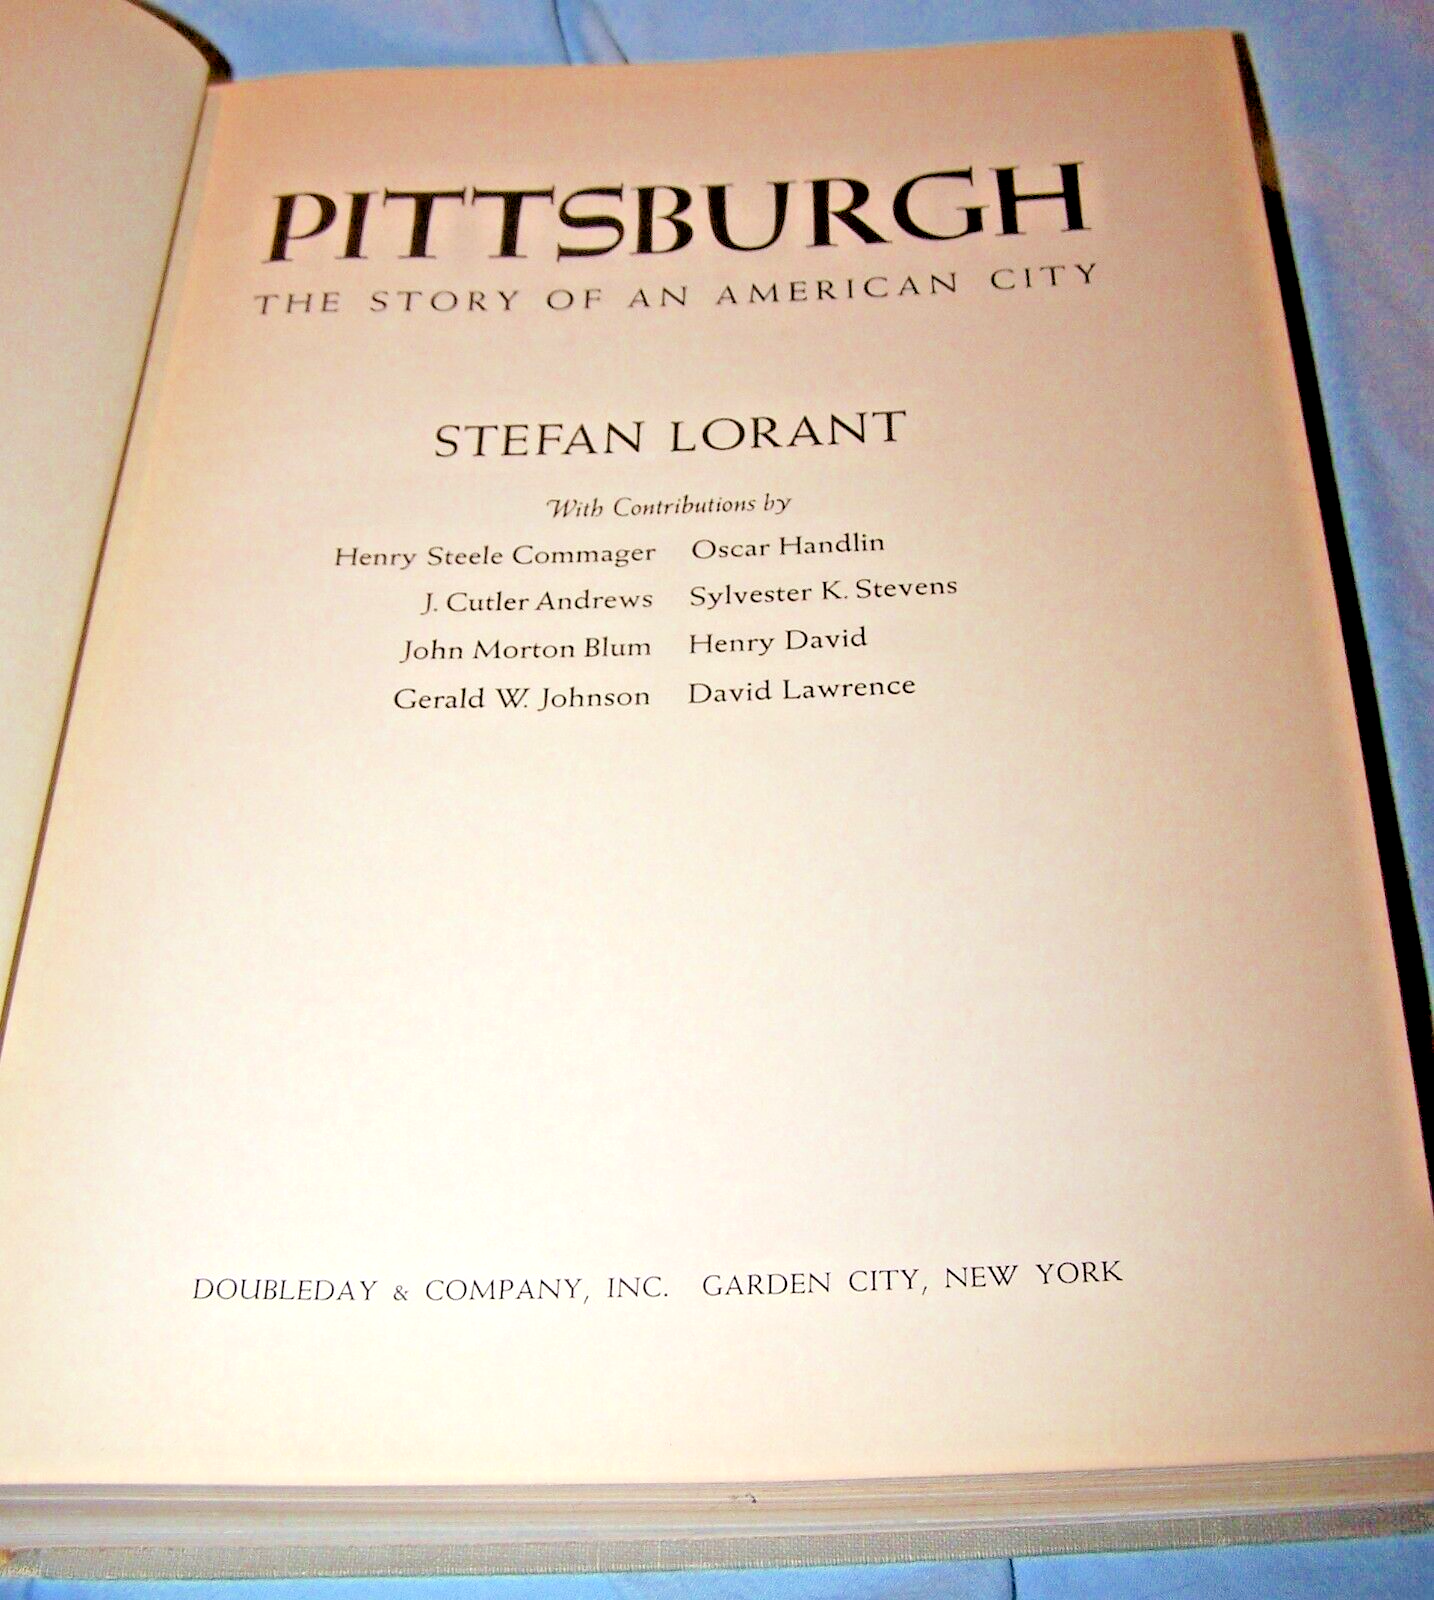 PITTSBURGH
THE STORY OF AN AMERICAN CITY
STEFAN LORANT
With Contributions by
Henry Steele Commager Oscar Handlin
J. Cutler Andrews Sylvester K. Stevens
John Morton Blum Henry David
Gerald W. Johnson David Lawrence
DOUBLEDAY & COMPANY, INC. GARDEN CITY, NEW YORK